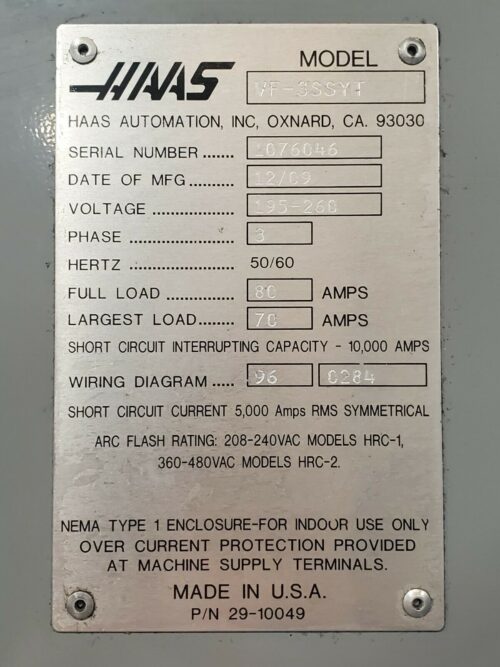 HAAS
MODEL VF-3SSYT
HAAS AUTOMATION, INC, OXNARD, CA. 93030
SERIAL NUMBER ....... 1076046
DATE OF MFG ........... 12/09
VOLTAGE .................. 195-260
PHASE ...................... 3
HERTZ 50/60
FULL LOAD .............. 80 AMPS
LARGEST LOAD........ 70 AMPS
SHORT CIRCUIT INTERRUPTING CAPACITY - 10,000 AMPS
WIRING DIAGRAM ..... 96 0284
SHORT CIRCUIT CURRENT 5,000 Amps RMS SYMMETRICAL
ARC FLASH RATING: 208-240VAC MODELS HRC-1,
360-480VAC MODELS HRC-2.
NEMA TYPE 1 ENCLOSURE-FOR INDOOR USE ONLY
OVER CURRENT PROTECTION PROVIDED
AT MACHINE SUPPLY TERMINALS.
MADE IN U.S.A.
P/N 29-10049